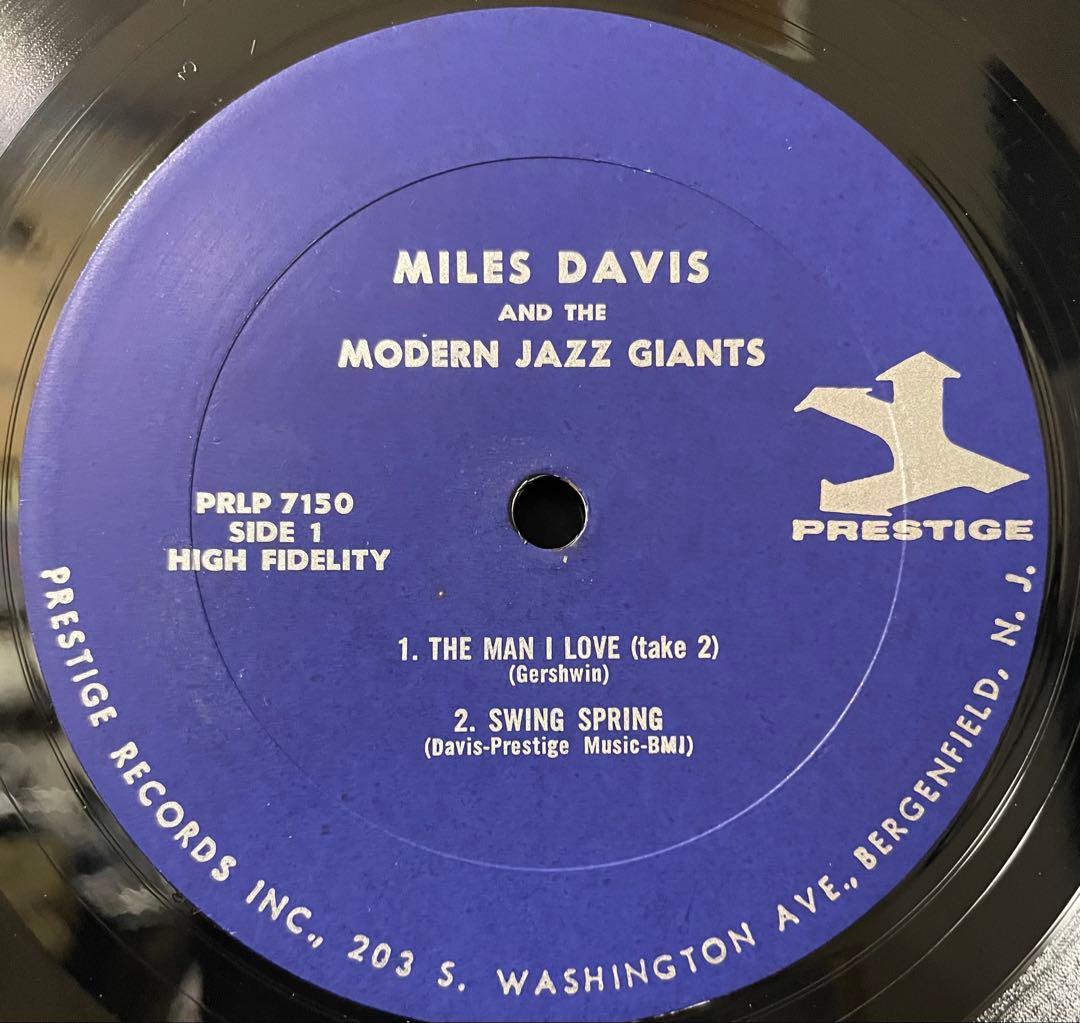 MILES DAVIS
AND THE
MODERN JAZZ GIANTS
PRLP 7150
SIDE 1
HIGH FIDELITY
PRESTIGE
1. THE MAN I LOVE (take 2)
(Gershwin)
2. SWING SPRING
(Davis-Prestige Music-BMI)
PRESTIGE RECORDS INC., 203 S. WASHINGTON AVE., BERGENFIELD, N. J.